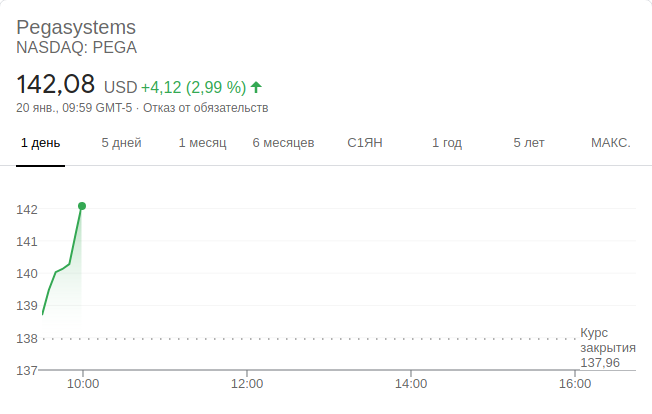 Pegasystems
NASDAQ: PEGA
142,08 USD +4,12 (2,99 %)
20 янв., 09:59 GMT-5 · Отказ от обязательств
1 день 5 дней 1 месяц 6 месяцев С1ЯН 1 год 5 лет МАКС.
142
141
140
139
138
Курс
закрытия
137,96
137
10:00 12:00 14:00 16:00